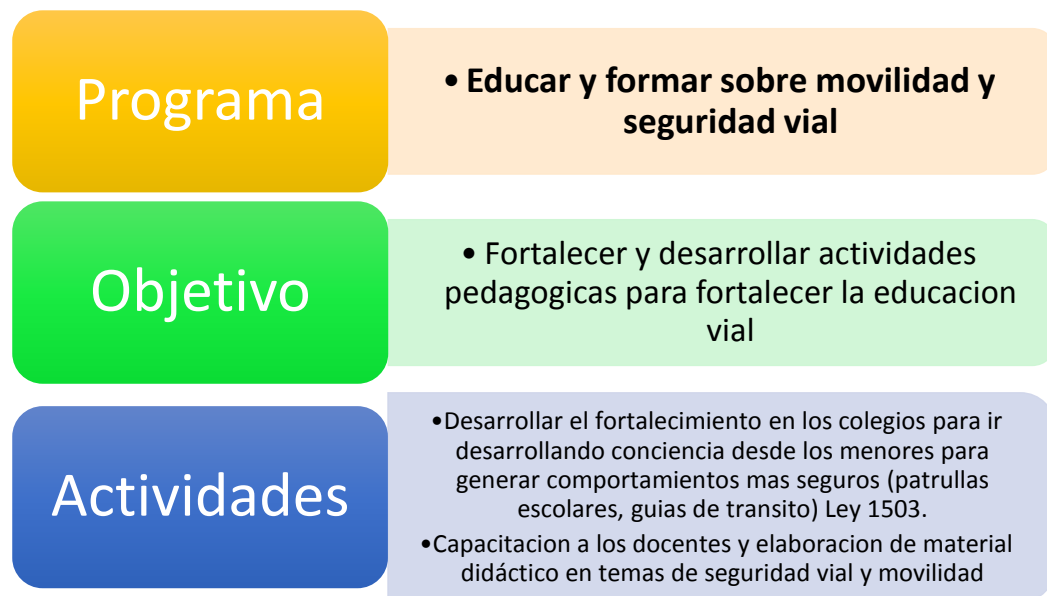 Programa
• Educar y formar sobre movilidad y
seguridad vial
Objetivo
• Fortalecer y desarrollar actividades
pedagogicas para fortalecer la educacion
vial
Actividades
•Desarrollar el fortalecimiento en los colegios para ir
desarrollando conciencia desde los menores para
generar comportamientos mas seguros (patrullas
escolares, guias de transito) Ley 1503.
•Capacitacion a los docentes y elaboracion de material
didáctico en temas de seguridad vial y movilidad